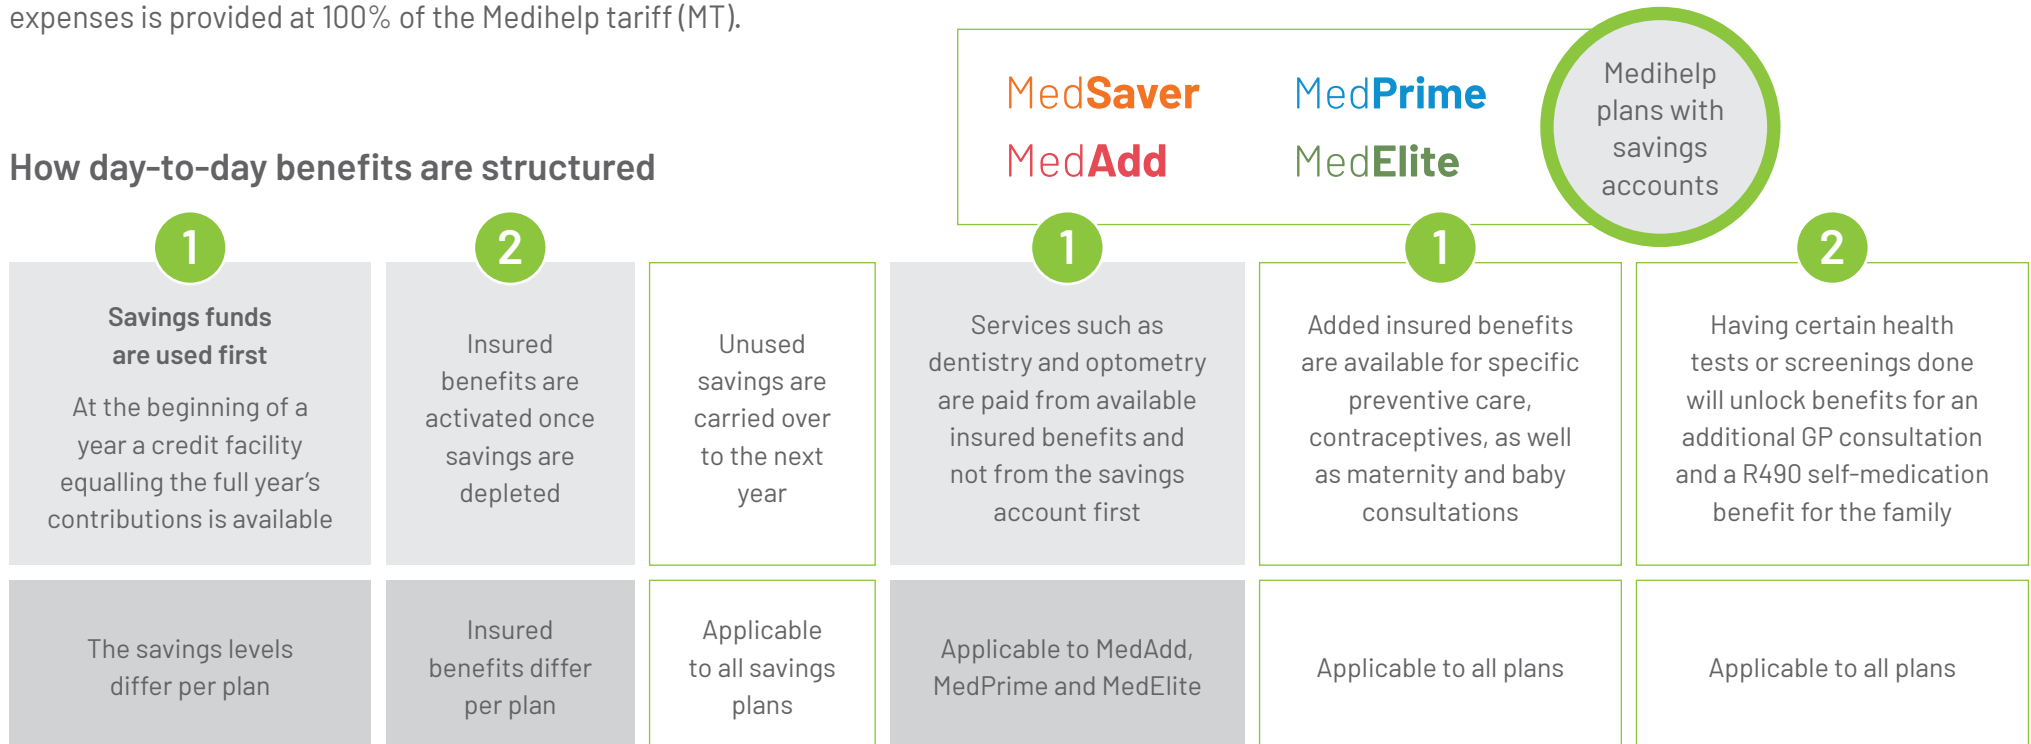 expenses is provided at 100% of the Medihelp tariff (MT).
MedSaver
MedPrime
MedAdd
MedElite
Medihelp
plans with
savings
accounts
How day-to-day benefits are structured
1
Savings funds
are used first
At the beginning of a
year a credit facility
equalling the full year's
contributions is available
The savings levels
differ per plan
2
Insured
benefits are
activated once
savings are
depleted
Insured
benefits differ
per plan
Unused
savings are
carried over
to the next
year
Applicable
to all savings
plans
1
Services such as
dentistry and optometry
are paid from available
insured benefits and
not from the savings
account first
Applicable to MedAdd,
MedPrime and MedElite
1
Added insured benefits
are available for specific
preventive care,
contraceptives, as well
as maternity and baby
consultations
Applicable to all plans
2
Having certain health
tests or screenings done
will unlock benefits for an
additional GP consultation
and a R490 self-medication
benefit for the family
Applicable to all plans